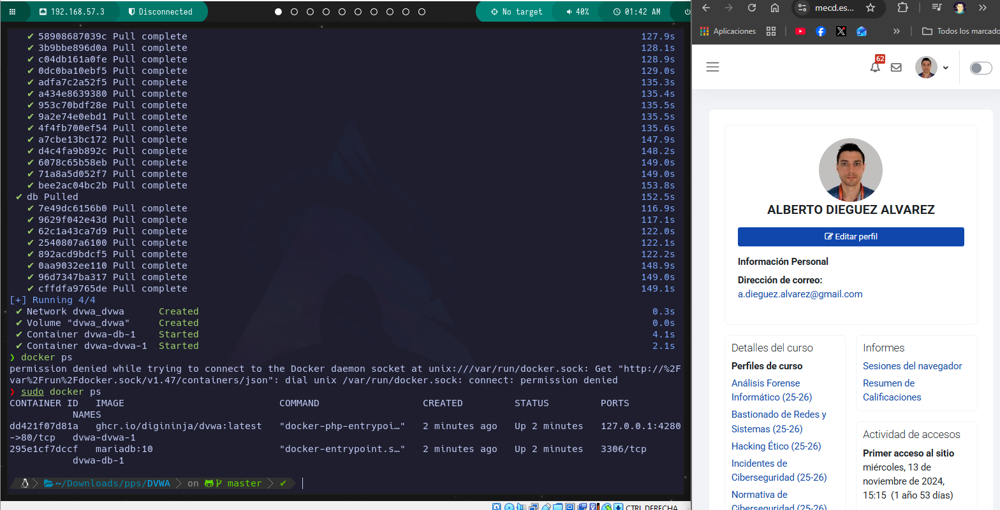 192.168.57.3
Disconnected
No target
40%
01:42 AM
✔ 58908687039c Pull complete 127.9s
✔ 3b9bbe896d0a Pull complete 128.1s
✔ c04db161a0fe Pull complete 128.9s
✔ 0dc0ba10ebf5 Pull complete 129.0s
✔ adfa7c2a52f5 Pull complete 135.3s
✔ a434e8639380 Pull complete 135.4s
✔ 953c70bdf28e Pull complete 135.5s
✔ 9a2e74e0ebd1 Pull complete 135.5s
✔ 4f4fb700ef54 Pull complete 135.6s
✔ a7cbe13bc172 Pull complete 147.9s
✔ d4c4fa9b892c Pull complete 148.2s
✔ 6078c65b58eb Pull complete 149.0s
✔ 71a8a5d052f7 Pull complete 149.0s
✔ bee2ac04bc2b Pull complete 153.8s
✔ db Pulled 152.5s
✔ 7e49dc6156b0 Pull complete 116.9s
✔ 9629f042e43d Pull complete 117.1s
✔ 62c1a43ca7d9 Pull complete 122.0s
✔ 2540807a6100 Pull complete 122.1s
✔ 892acd9bdcf5 Pull complete 122.2s
✔ 0aa9032ee110 Pull complete 148.9s
✔ 96d7347ba317 Pull complete 149.0s
✔ cffdfa9765de Pull complete 149.1s
[+] Running 4/4
✔ Network dvwa_dvwa Created 0.3s
✔ Volume "dvwa_dvwa" Created 0.0s
✔ Container dvwa-db-1 Started 4.1s
✔ Container dvwa-dvwa-1 Started 2.1s
❯ docker ps
permission denied while trying to connect to the Docker daemon socket at unix:///var/run/docker.sock: Get "http://%2F
var%2Frun%2Fdocker.sock/v1.47/containers/json": dial unix /var/run/docker.sock: connect: permission denied
❯ sudo docker ps
CONTAINER ID IMAGE COMMAND CREATED STATUS PORTS
NAMES
dd421f07d81a ghcr.io/digininja/dvwa:latest "docker-php-entrypoi…" 2 minutes ago Up 2 minutes 127.0.0.1:4280
->80/tcp dvwa-dvwa-1
295e1cf7dccf mariadb:10 "docker-entrypoint.s…" 2 minutes ago Up 2 minutes 3306/tcp
dvwa-db-1
~/Downloads/pps/DVWA on master ✔
CTRL DERECHA
mecd.es...
Aplicaciones
Todos los marcado
62
ALBERTO DIEGUEZ ALVAREZ
Editar perfil
Información Personal
Dirección de correo:
a.dieguez.alvarez@gmail.com
Detalles del curso
Perfiles de curso
Análisis Forense
Informático (25-26)
Bastionado de Redes y
Sistemas (25-26)
Hacking Ético (25-26)
Incidentes de
Ciberseguridad (25-26)
Normativa de
Informes
Sesiones del navegador
Resumen de
Calificaciones
Actividad de accesos
Primer acceso al sitio
miércoles, 13 de
noviembre de 2024,
15:15 (1 año 53 días)